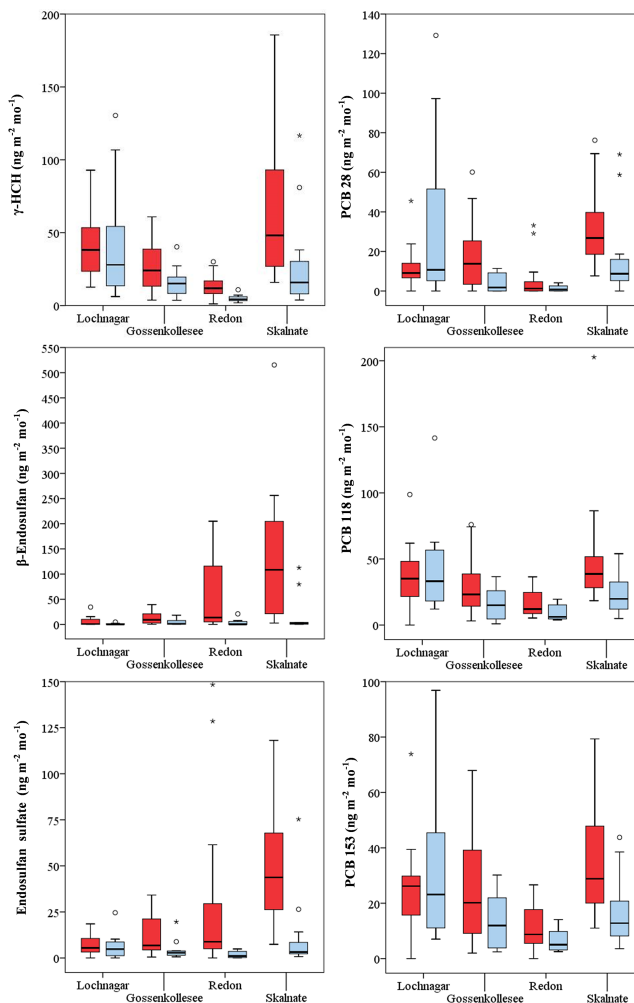 γ-HCH (ng m-2 mo-1)
200
150
100
50
0
Lochnagar
Gossenkollesee
Redon
Skalnate
PCB 28 (ng m-2 mo-1)
140
120
100
80
60
40
20
0
Lochnagar
Gossenkollesee
Redon
Skalnate
β-Endosulfan (ng m-2 mo-1)
550
500
450
400
350
300
250
200
150
100
50
0
Lochnagar
Gossenkollesee
Redon
Skalnate
PCB 118 (ng m-2 mo-1)
200
150
100
50
0
Lochnagar
Gossenkollesee
Redon
Skalnate
Endosulfan sulfate (ng m-2 mo-1)
150
125
100
75
50
25
0
Lochnagar
Gossenkollesee
Redon
Skalnate
PCB 153 (ng m-2 mo-1)
100
80
60
40
20
0
Lochnagar
Gossenkollesee
Redon
Skalnate